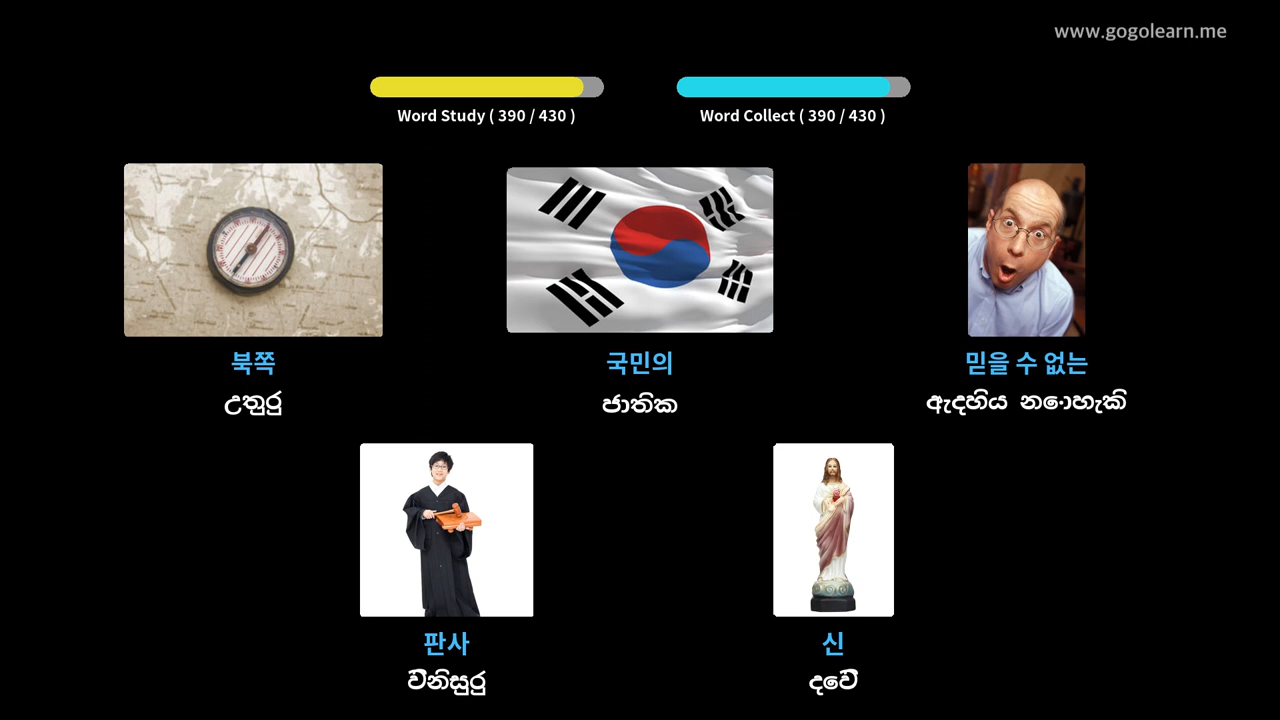 www.gogolearn.me
Word Study ( 390 / 430 )
Word Collect ( 390 / 430 )
북쪽
국민의
믿을 수 없는
උතුරු
ජාතික
ඇදහිය නොහැකි
판사
신
විනිසුරු
දෙවි